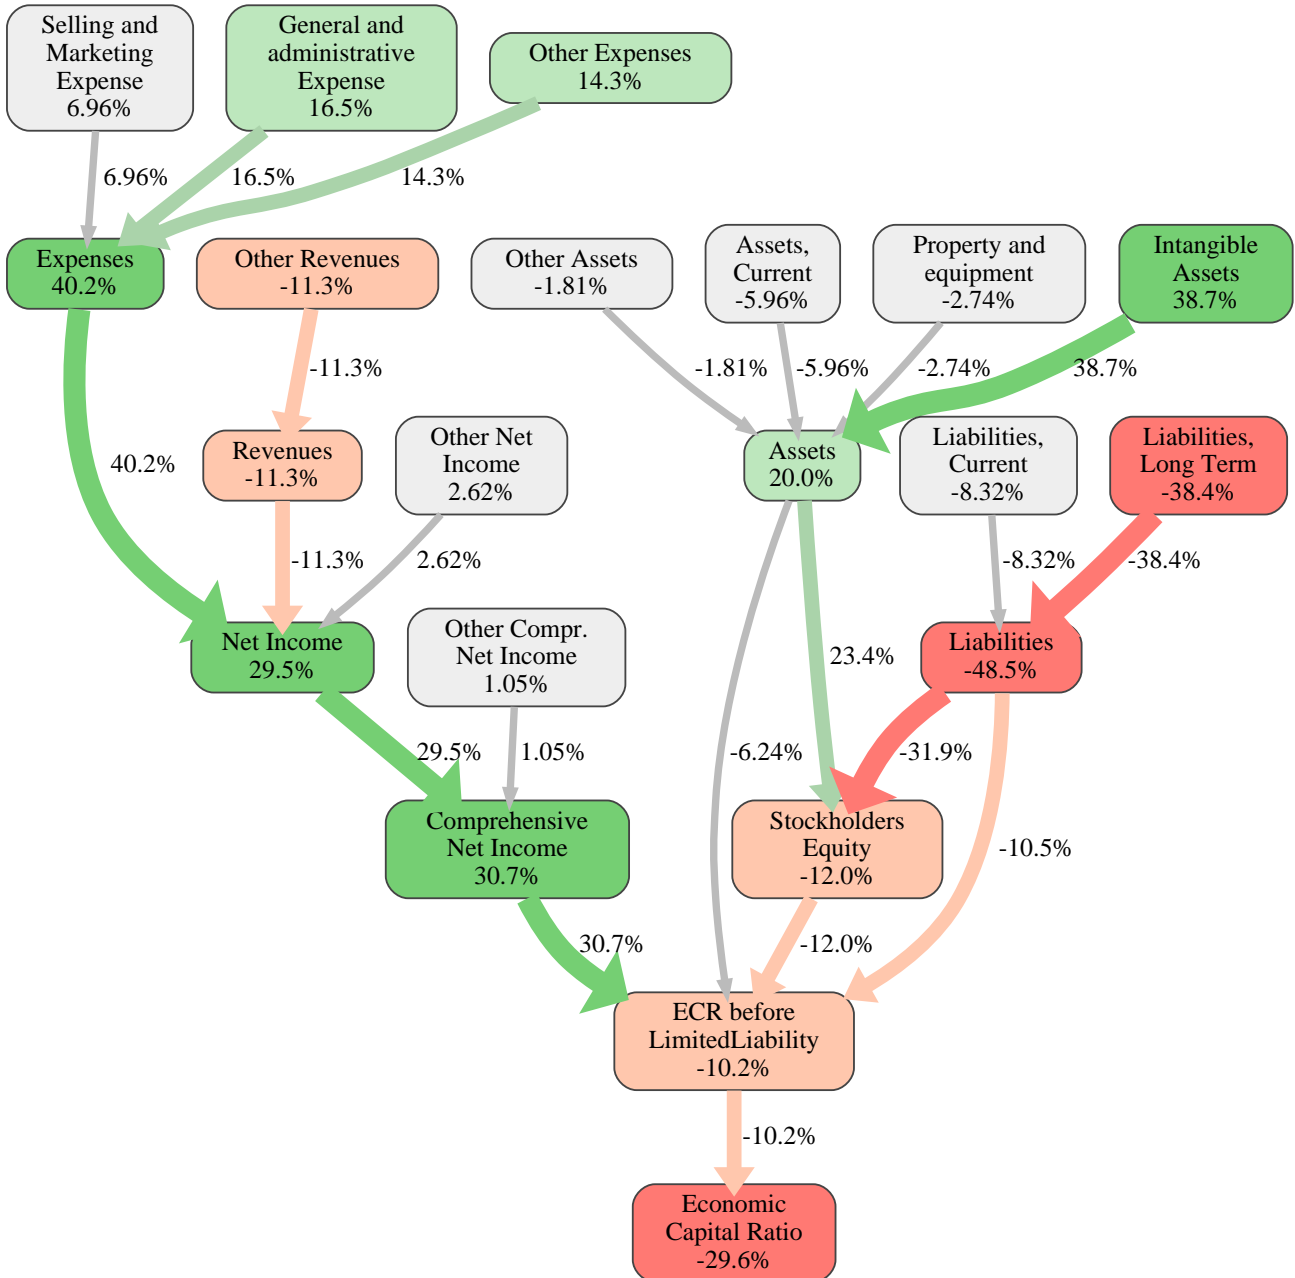 Selling and
Marketing
Expense
6.96%
General and
administrative
Expense
16.5%
Other Expenses
14.3%
6.96%
16.5%
14.3%
Expenses
40.2%
Other Revenues
-11.3%
Other Assets
-1.81%
Assets,
Current
-5.96%
Property and
equipment
-2.74%
Intangible
Assets
38.7%
-11.3%
-1.81%
-5.96%
-2.74%
38.7%
40.2%
Revenues
-11.3%
Other Net
Income
2.62%
Assets
20.0%
Liabilities,
Current
-8.32%
Liabilities,
Long Term
-38.4%
-11.3%
2.62%
-8.32%
-38.4%
Net Income
29.5%
Other Compr.
Net Income
1.05%
23.4%
Liabilities
-48.5%
29.5%
1.05%
-6.24%
-31.9%
Comprehensive
Net Income
30.7%
Stockholders
Equity
-12.0%
-10.5%
30.7%
-12.0%
ECR before
LimitedLiability
-10.2%
-10.2%
Economic
Capital Ratio
-29.6%